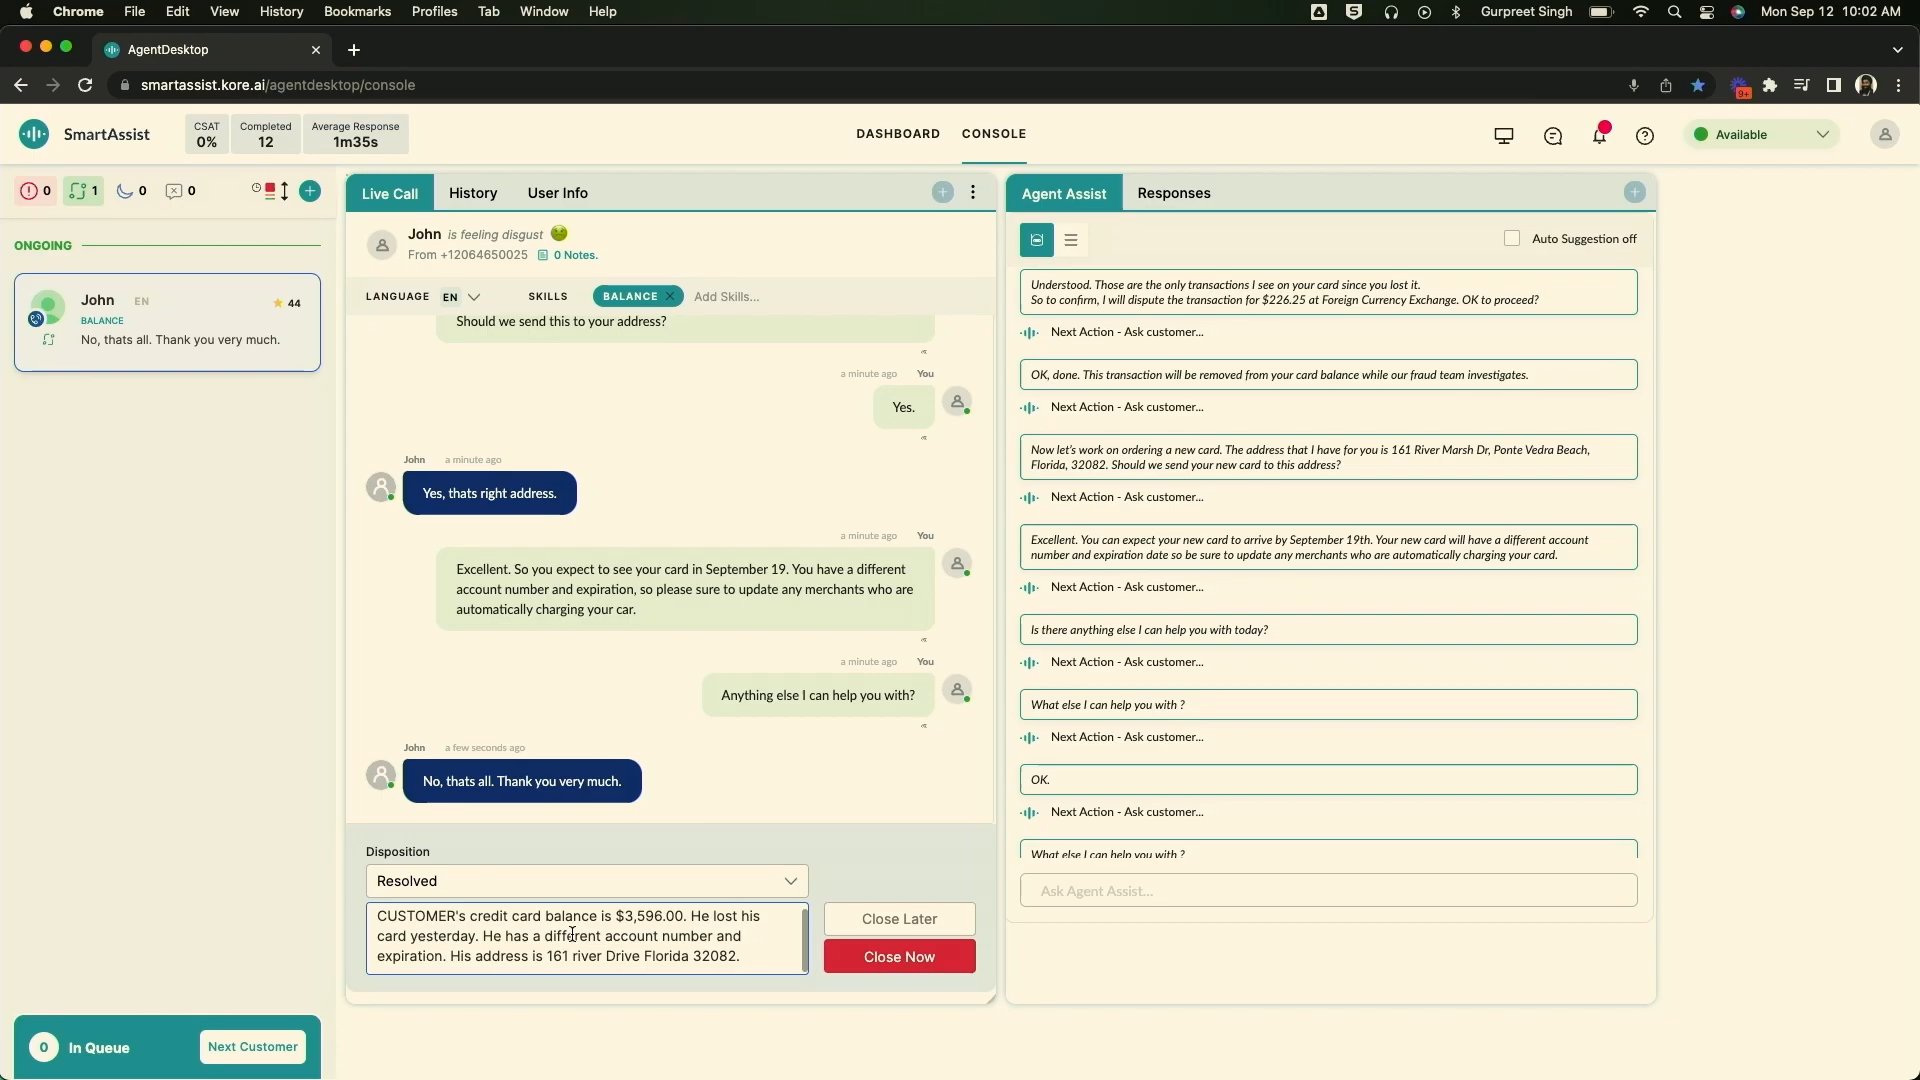 Chrome File Edit View History Bookmarks Profiles Tab Window Help Gurpreet Singh Mon Sep 12 10:02 AM
AgentDesktop
smartassist.kore.ai/agentdesktop/console
9+
SmartAssist
CSAT
0%
Completed
12
Average Response
1m35s
DASHBOARD CONSOLE
Available
0 1 0 0
ONGOING
John EN 44
BALANCE
No, thats all. Thank you very much.
0 In Queue Next Customer
Live Call History User Info
John is feeling disgust
From +12064650025 0 Notes.
LANGUAGE EN SKILLS BALANCE Add Skills...
Should we send this to your address?
a minute ago You
Yes.
John a minute ago
Yes, thats right address.
a minute ago You
Excellent. So you expect to see your card in September 19. You have a different
account number and expiration, so please sure to update any merchants who are
automatically charging your car.
a minute ago You
Anything else I can help you with?
John a few seconds ago
No, thats all. Thank you very much.
Disposition
Resolved
CUSTOMER's credit card balance is $3,596.00. He lost his
card yesterday. He has a different account number and
expiration. His address is 161 river Drive Florida 32082.
Close Later
Close Now
Agent Assist Responses
Auto Suggestion off
Understood. Those are the only transactions I see on your card since you lost it.
So to confirm, I will dispute the transaction for $226.25 at Foreign Currency Exchange. OK to proceed?
Next Action - Ask customer...
OK, done. This transaction will be removed from your card balance while our fraud team investigates.
Next Action - Ask customer...
Now let's work on ordering a new card. The address that I have for you is 161 River Marsh Dr, Ponte Vedra Beach,
Florida, 32082. Should we send your new card to this address?
Next Action - Ask customer...
Excellent. You can expect your new card to arrive by September 19th. Your new card will have a different account
number and expiration date so be sure to update any merchants who are automatically charging your card.
Next Action - Ask customer...
Is there anything else I can help you with today?
Next Action - Ask customer...
What else I can help you with ?
Next Action - Ask customer...
OK.
Next Action - Ask customer...
What else I can help you with ?
Ask Agent Assist...